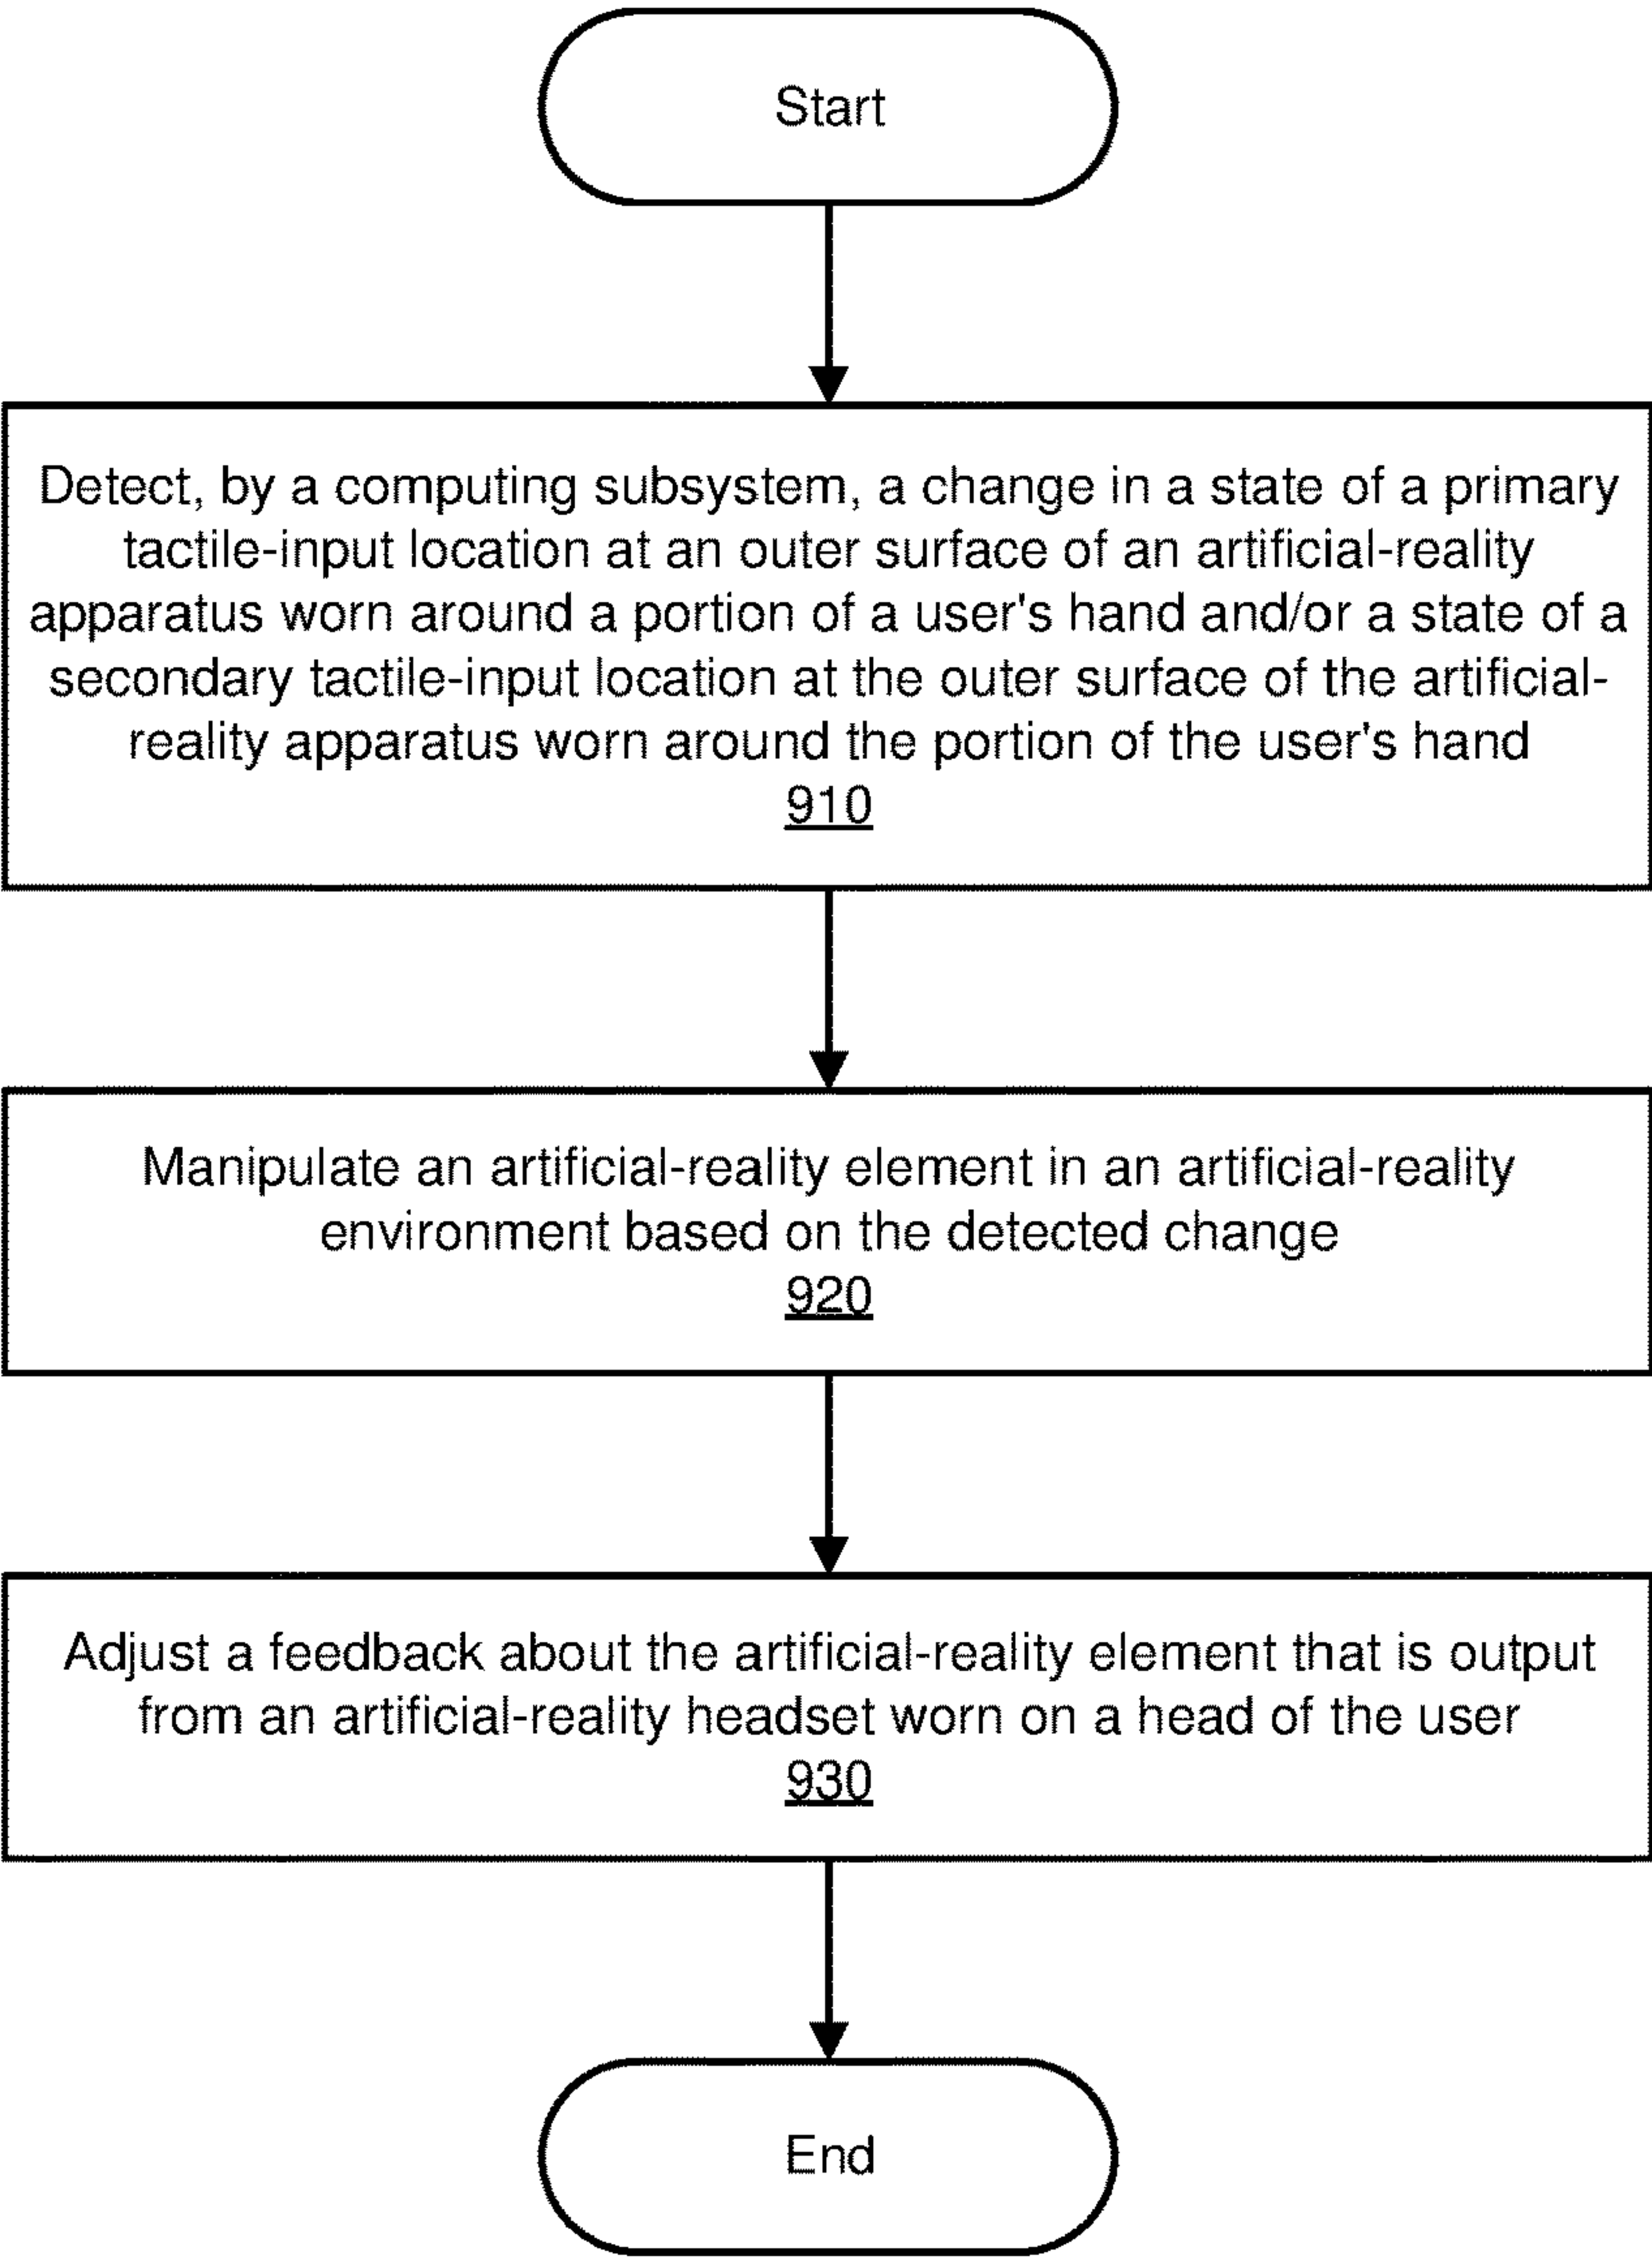 Start
Detect, by a computing subsystem, a change in a state of a primary
tactile-input location at an outer surface of an artificial-reality
apparatus worn around a portion of a user's hand and/or a state of a
secondary tactile-input location at the outer surface of the artificial-
reality apparatus worn around the portion of the user's hand
910
Manipulate an artificial-reality element in an artificial-reality
environment based on the detected change
920
Adjust a feedback about the artificial-reality element that is output
from an artificial-reality headset worn on a head of the user
930
End